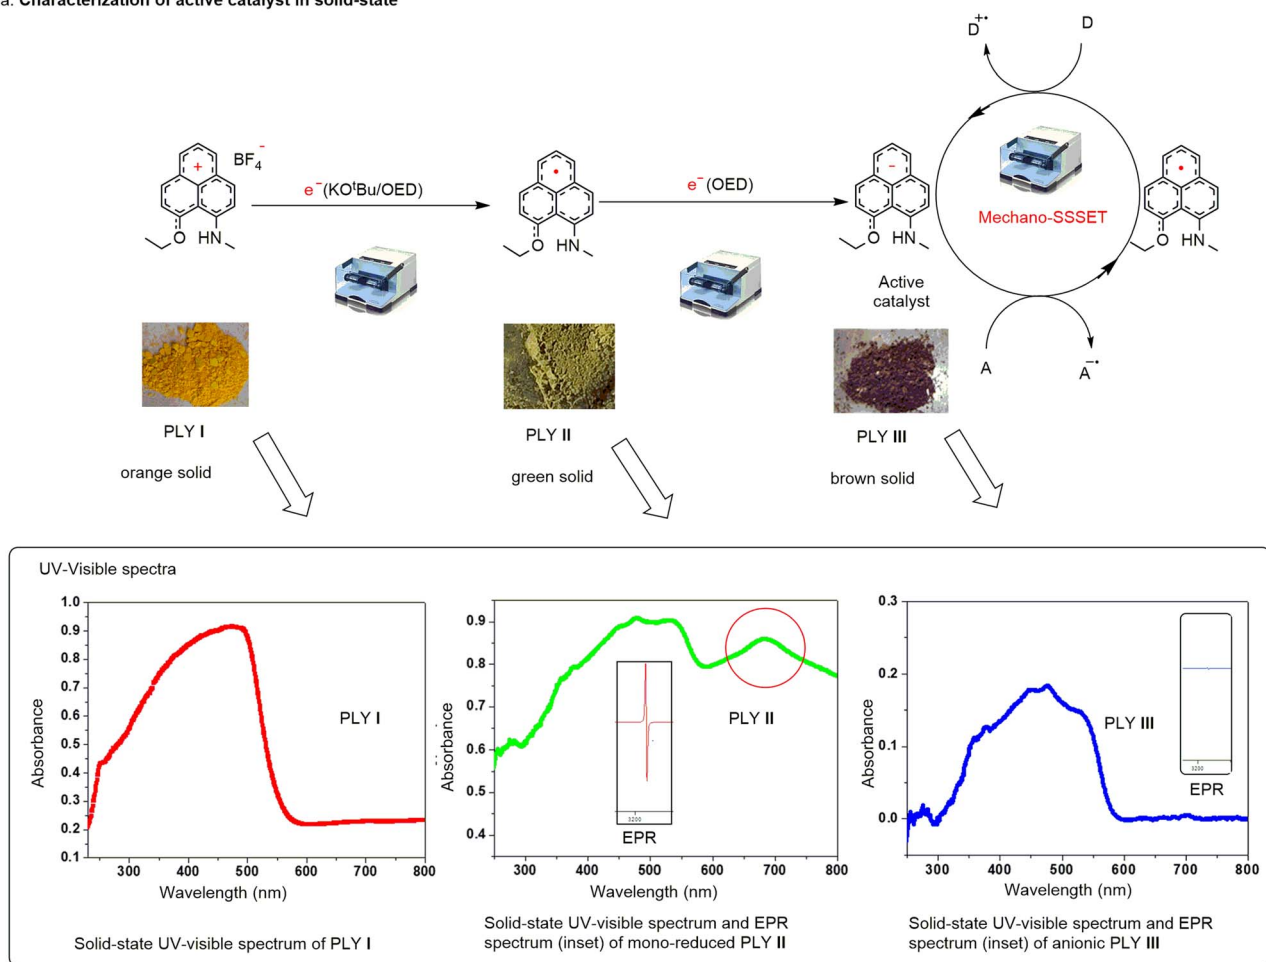 a. Characterization of active catalyst in solid-state
D+•
D
BF4-
e-(KOtBu/OED)
e-(OED)
+
•
-
•
O
HN
O
HN
O
HN
O
HN
Mechano-SSSET
Active
catalyst
A
A-•
PLY I
PLY II
PLY III
orange solid
green solid
brown solid
UV-Visible spectra
1.0
0.9
0.8
0.7
0.6
0.5
0.4
0.3
0.2
0.1
Absorbance
PLY I
300 400 500 600 700 800
Wavelength (nm)
Solid-state UV-visible spectrum of PLY I
0.9
0.8
0.7
0.6
0.5
0.4
Absorbance
PLY II
3200
EPR
300 400 500 600 700 800
Wavelength (nm)
Solid-state UV-visible spectrum and EPR
spectrum (inset) of mono-reduced PLY II
0.3
0.2
0.1
0.0
Absorbance
PLY III
3200
EPR
300 400 500 600 700 800
Wavelength (nm)
Solid-state UV-visible spectrum and EPR
spectrum (inset) of anionic PLY III